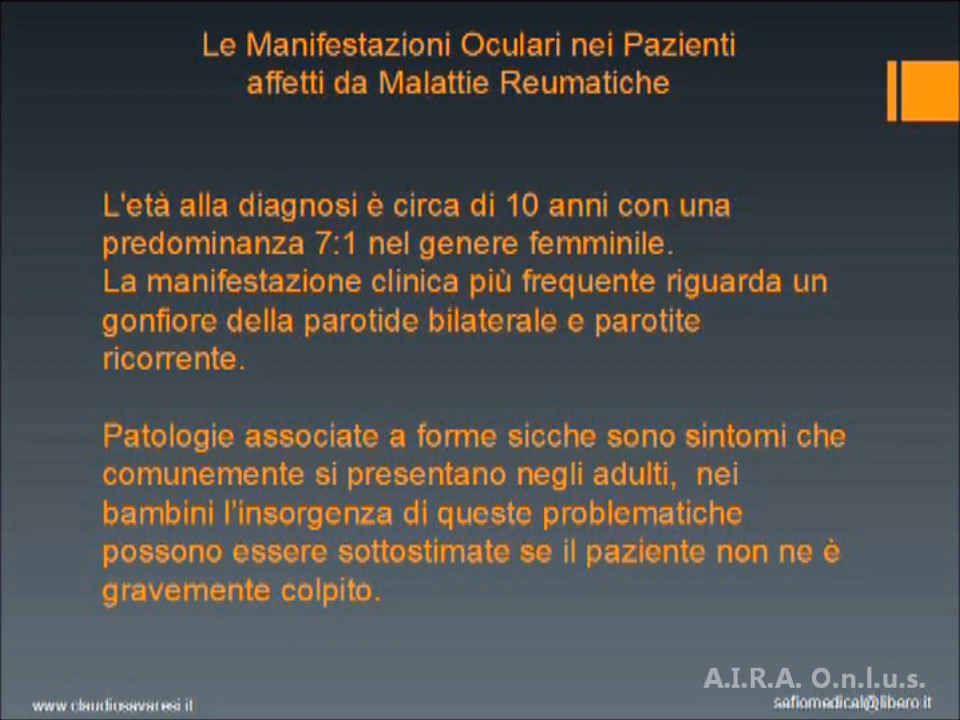 Le Manifestazioni Oculari nei Pazienti
affetti da Malattie Reumatiche
L'età alla diagnosi è circa di 10 anni con una
predominanza 7:1 nel genere femminile.
La manifestazione clinica più frequente riguarda un
gonfiore della parotide bilaterale e parotite
ricorrente.
Patologie associate a forme sicche sono sintomi che
comunemente si presentano negli adulti, nei
bambini l'insorgenza di queste problematiche
possono essere sottostimate se il paziente non ne è
gravemente colpito.
A.I.R.A. O.n.l.u.s.
www.claudiosavaresi.it
safiomedical@libero.it